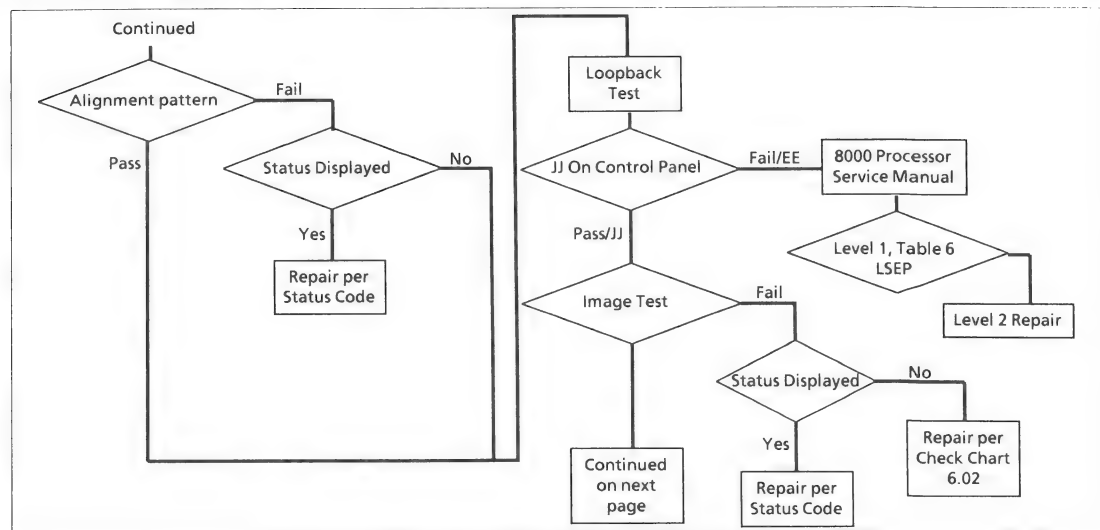 Continued
Alignment pattern
Fail
Pass
Status Displayed
No
Yes
Repair per
Status Code
Loopback
Test
JJ On Control Panel
Fail/EE
8000 Processor
Service Manual
Level 1, Table 6
LSEP
Level 2 Repair
Pass/JJ
Image Test
Fail
Status Displayed
No
Yes
Repair per
Check Chart
6.02
Continued
on next
page
Repair per
Status Code